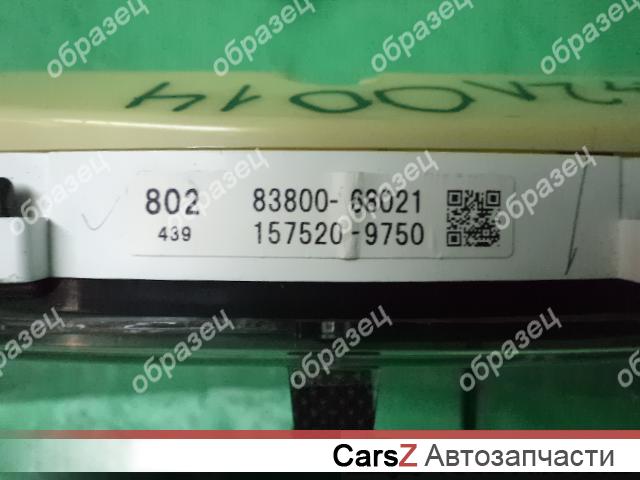 802 83800-68021
439 157520-9750
образец
CarsZ Автозапчасти